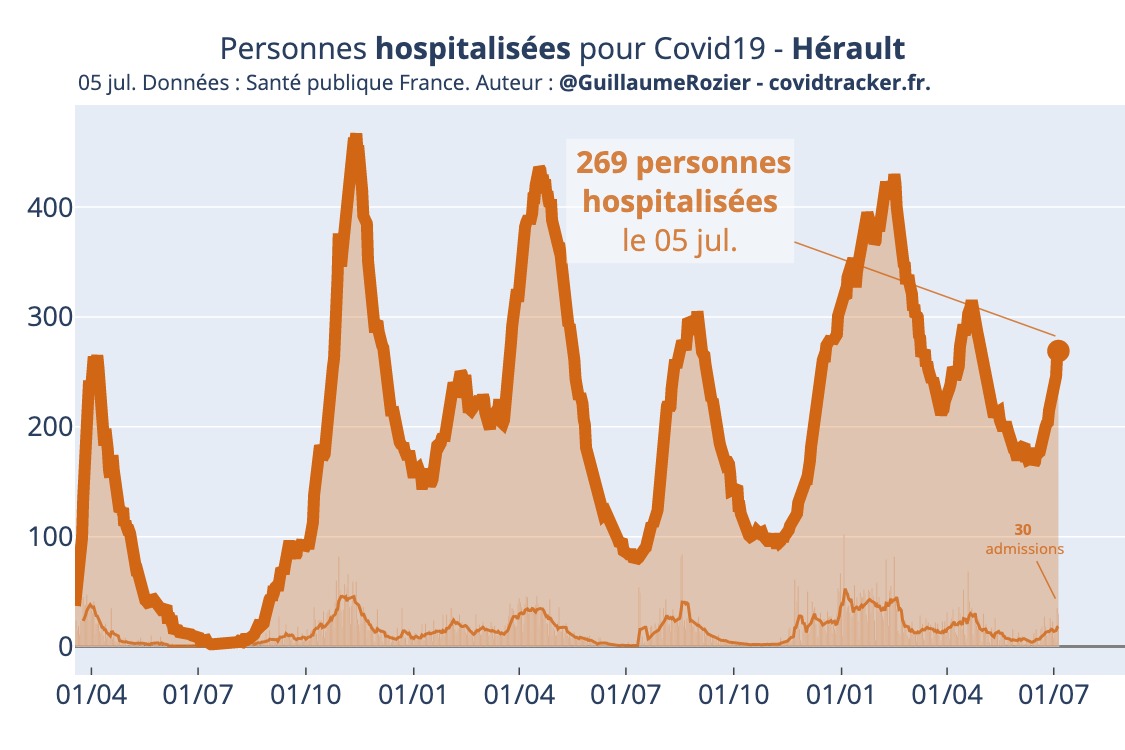 Personnes hospitalisées pour Covid19 - Hérault
05 jul. Données : Santé publique France. Auteur : @GuillaumeRozier - covidtracker.fr.
269 personnes
hospitalisées
le 05 jul.
400
300
200
100
0
30
admissions
01/04 01/07 01/10 01/01 01/04 01/07 01/10 01/01 01/04 01/07